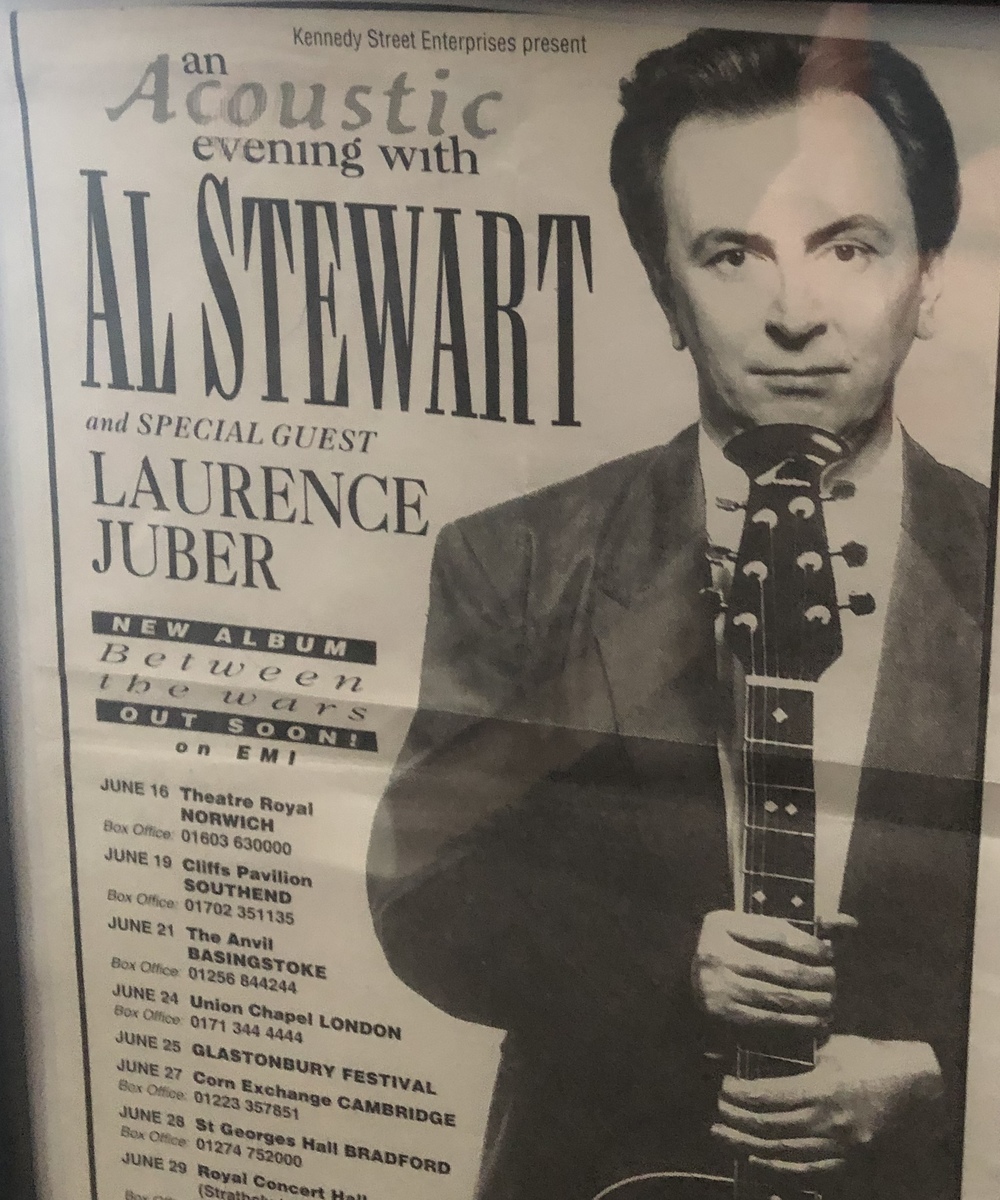 Kennedy Street Enterprises present
an
Acoustic
evening with
AL STEWART
and SPECIAL GUEST
LAURENCE
JUBER
NEW ALBUM
Between
the wars
OUT SOON!
on EMI
JUNE 16 Theatre Royal
NORWICH
Box Office: 01603 630000
JUNE 19 Cliffs Pavilion
SOUTHEND
Box Office: 01702 351135
JUNE 21 The Anvil
BASINGSTOKE
Box Office: 01256 844244
JUNE 24 Union Chapel LONDON
Box Office: 0171 344 4444
JUNE 25 GLASTONBURY FESTIVAL
JUNE 27 Corn Exchange CAMBRIDGE
Box Office: 01223 357851
JUNE 28 St Georges Hall BRADFORD
Box Office: 01274 752000
JUNE 29 Royal Concert Hall
Box